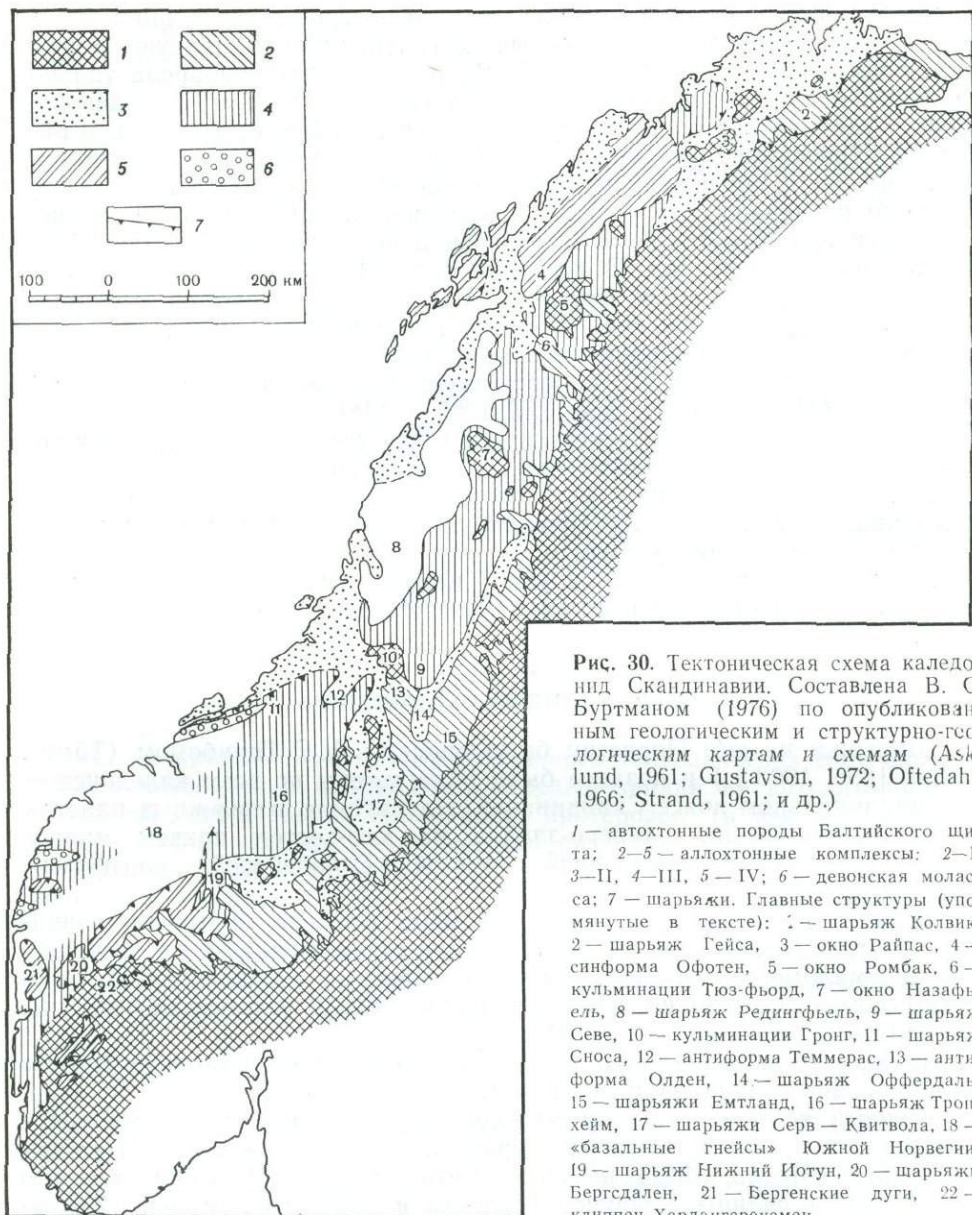 1
2
3
4
5
6
7
100 0 100 200 км
1
2
3
4
5
6
7
8
9
10
11
12
13
14
15
16
17
18
19
20
21
22
Рис. 30. Тектоническая схема каледо-
нид Скандинавии. Составлена В. С
Буртманом (1976) по опубликован
ным геологическим и структурно-гео
логическим картам и схемам (Ask
lund, 1961; Gustavson, 1972; Oftedahl
1966; Strand, 1961; и др.)
1 — автохтонные породы Балтийского щи
та; 2—5 — аллохтонные комплексы: 2—I
3—II, 4—III, 5 — IV; 6 — девонская молас
са; 7 — шарьяжи. Главные структуры (упо
мянутые в тексте): 1 — шарьяж Колвик
2 — шарьяж Гейса, 3 — окно Райпас, 4 —
синформа Офотен, 5 — окно Ромбак, 6 —
кульминации Тюз-фьорд, 7 — окно Назафь
ель, 8 — шарьяж Редингфьель, 9 — шарьяж
Севе, 10 — кульминации Гронг, 11 — шарьяж
Сноса, 12 — антиформа Теммерас, 13 — анти
форма Олден, 14 — шарьяж Оффердаль
15 — шарьяжи Емтланд, 16 — шарьяж Трон
хейм, 17 — шарьяжи Серв — Квитвола, 18 —
«базальные гнейсы» Южной Норвегии
19 — шарьяж Нижний Йотун, 20 — шарьяжи
Бергсдален, 21 — Бергенские дуги, 22 —